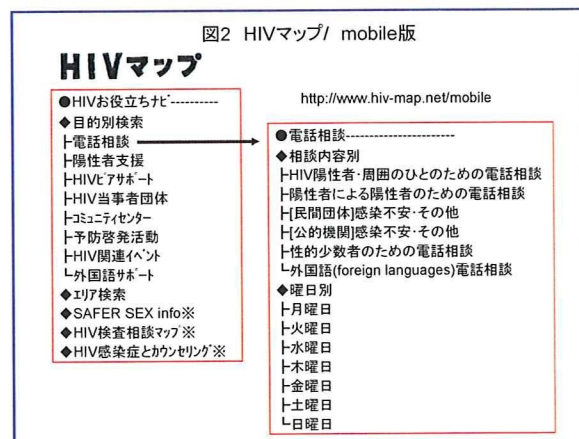 図2 HIVマップ/ mobile版
HIVマップ
●HIVお役立ちナビ----------
◆目的別検索
├電話相談
├陽性者支援
├HIVピアサポート
├HIV当事者団体
├コミュニティセンター
├予防啓発活動
├HIV関連イベント
└外国語サポート
◆エリア検索
◆SAFER SEX info※
◆HIV検査相談マップ※
◆HIV感染症とカウンセリング※
http://www.hiv-map.net/mobile
●電話相談-----------------------
◆相談内容別
├HIV陽性者・周囲のひとのための電話相談
├陽性者による陽性者のための電話相談
├[民間団体]感染不安・その他
├[公的機関]感染不安・その他
├性的少数者のための電話相談
└外国語(foreign languages)電話相談
◆曜日別
├月曜日
├火曜日
├水曜日
├木曜日
├金曜日
├土曜日
└日曜日